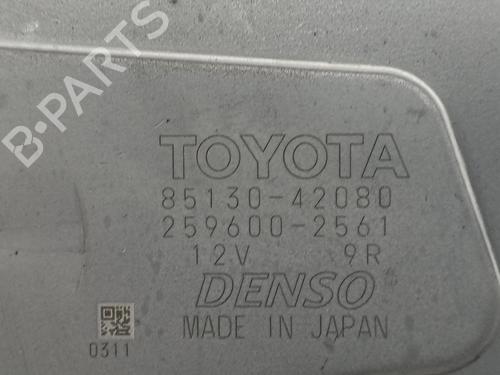 B-PARTS
TOYOTA
85130-42080
259600-2561
12V 9R
DENSO
MADE IN JAPAN
0311